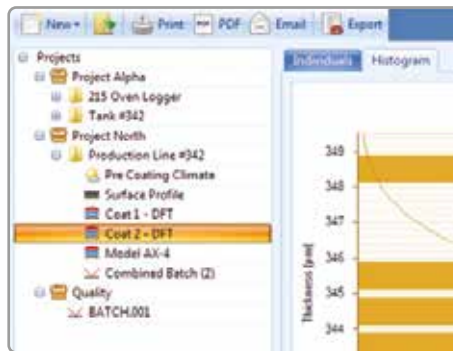 New Print PDF Email Export
Projects
Project Alpha
215 Oven Logger
Tank #342
Project North
Production Line #342
Pre Coating Climate
Surface Profile
Coat 1 - DFT
Coat 2 - DFT
Model AX-4
Combined Batch (2)
Quality
BATCH.001
Individuals Histogram
349
348
347
346
345
344
Thickness [µm]